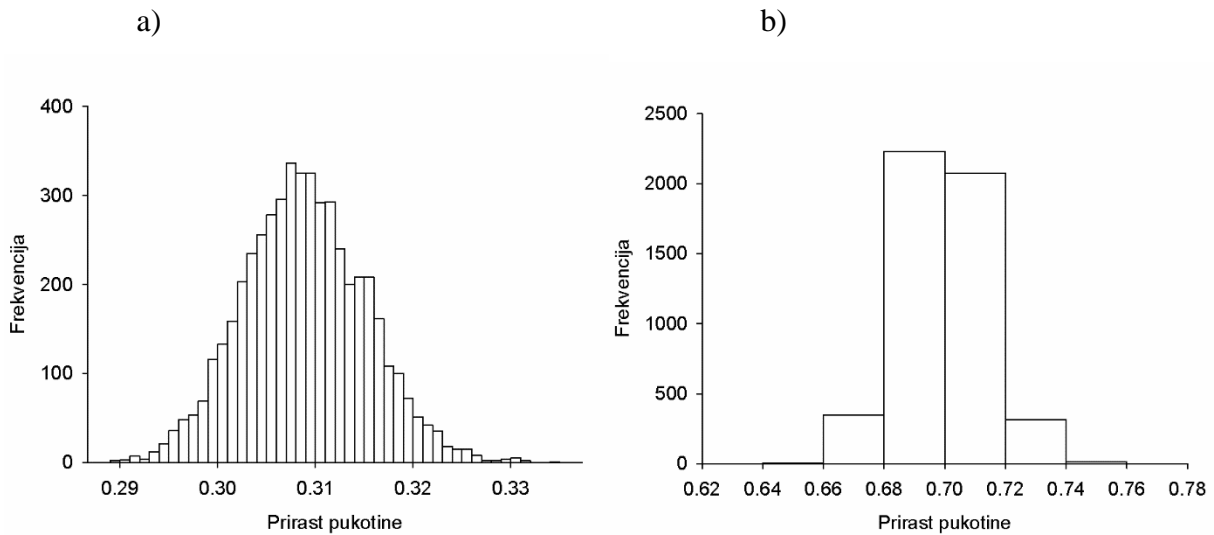 a)
400
300
200
100
0
Frekvencija
0.29 0.30 0.31 0.32 0.33
Prirast pukotine
b)
2500
2000
1500
1000
500
0
Frekvencija
0.62 0.64 0.66 0.68 0.70 0.72 0.74 0.76 0.78
Prirast pukotine